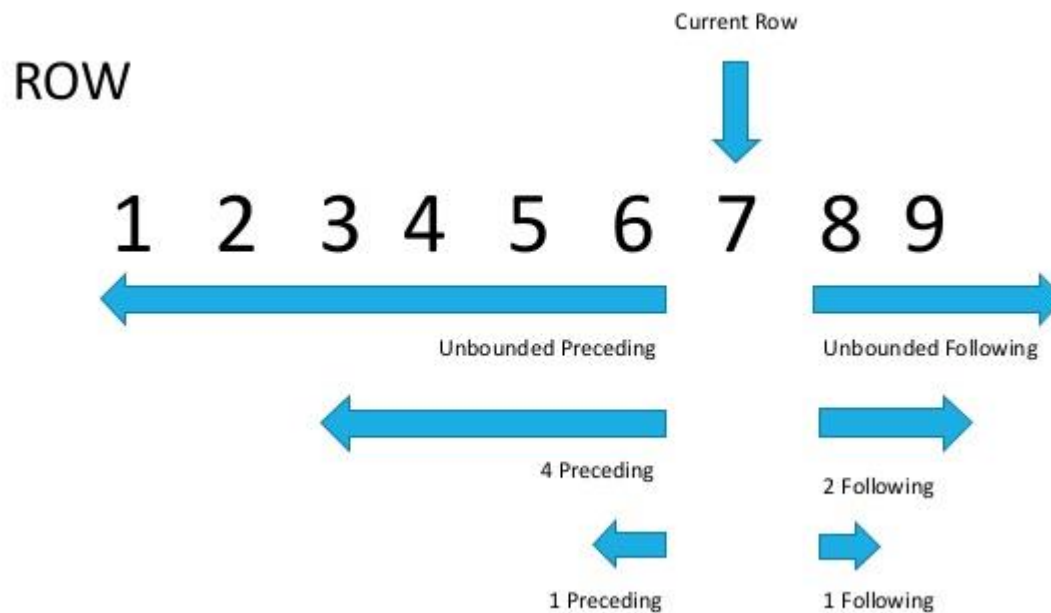 Current Row
ROW
1 2 3 4 5 6 7 8 9
Unbounded Preceding Unbounded Following
4 Preceding 2 Following
1 Preceding 1 Following